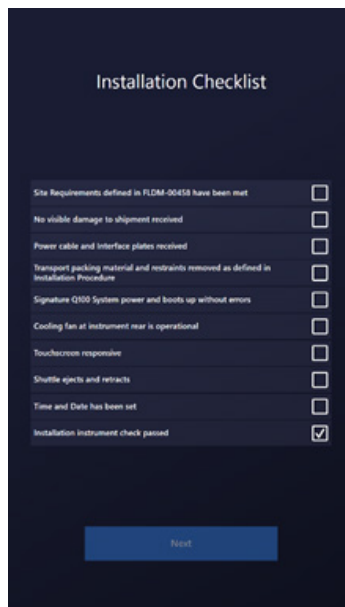 Installation Checklist
Site Requirements defined in FLDM-00458 have been met
No visible damage to shipment received
Power cable and Interface plates received
Transport packing material and restraints removed as defined in
Installation Procedure
Signature Q100 System power and boots up without errors
Cooling fan at instrument rear is operational
Touchscreen responsive
Shuttle ejects and retracts
Time and Date has been set
Installation instrument check passed
Next